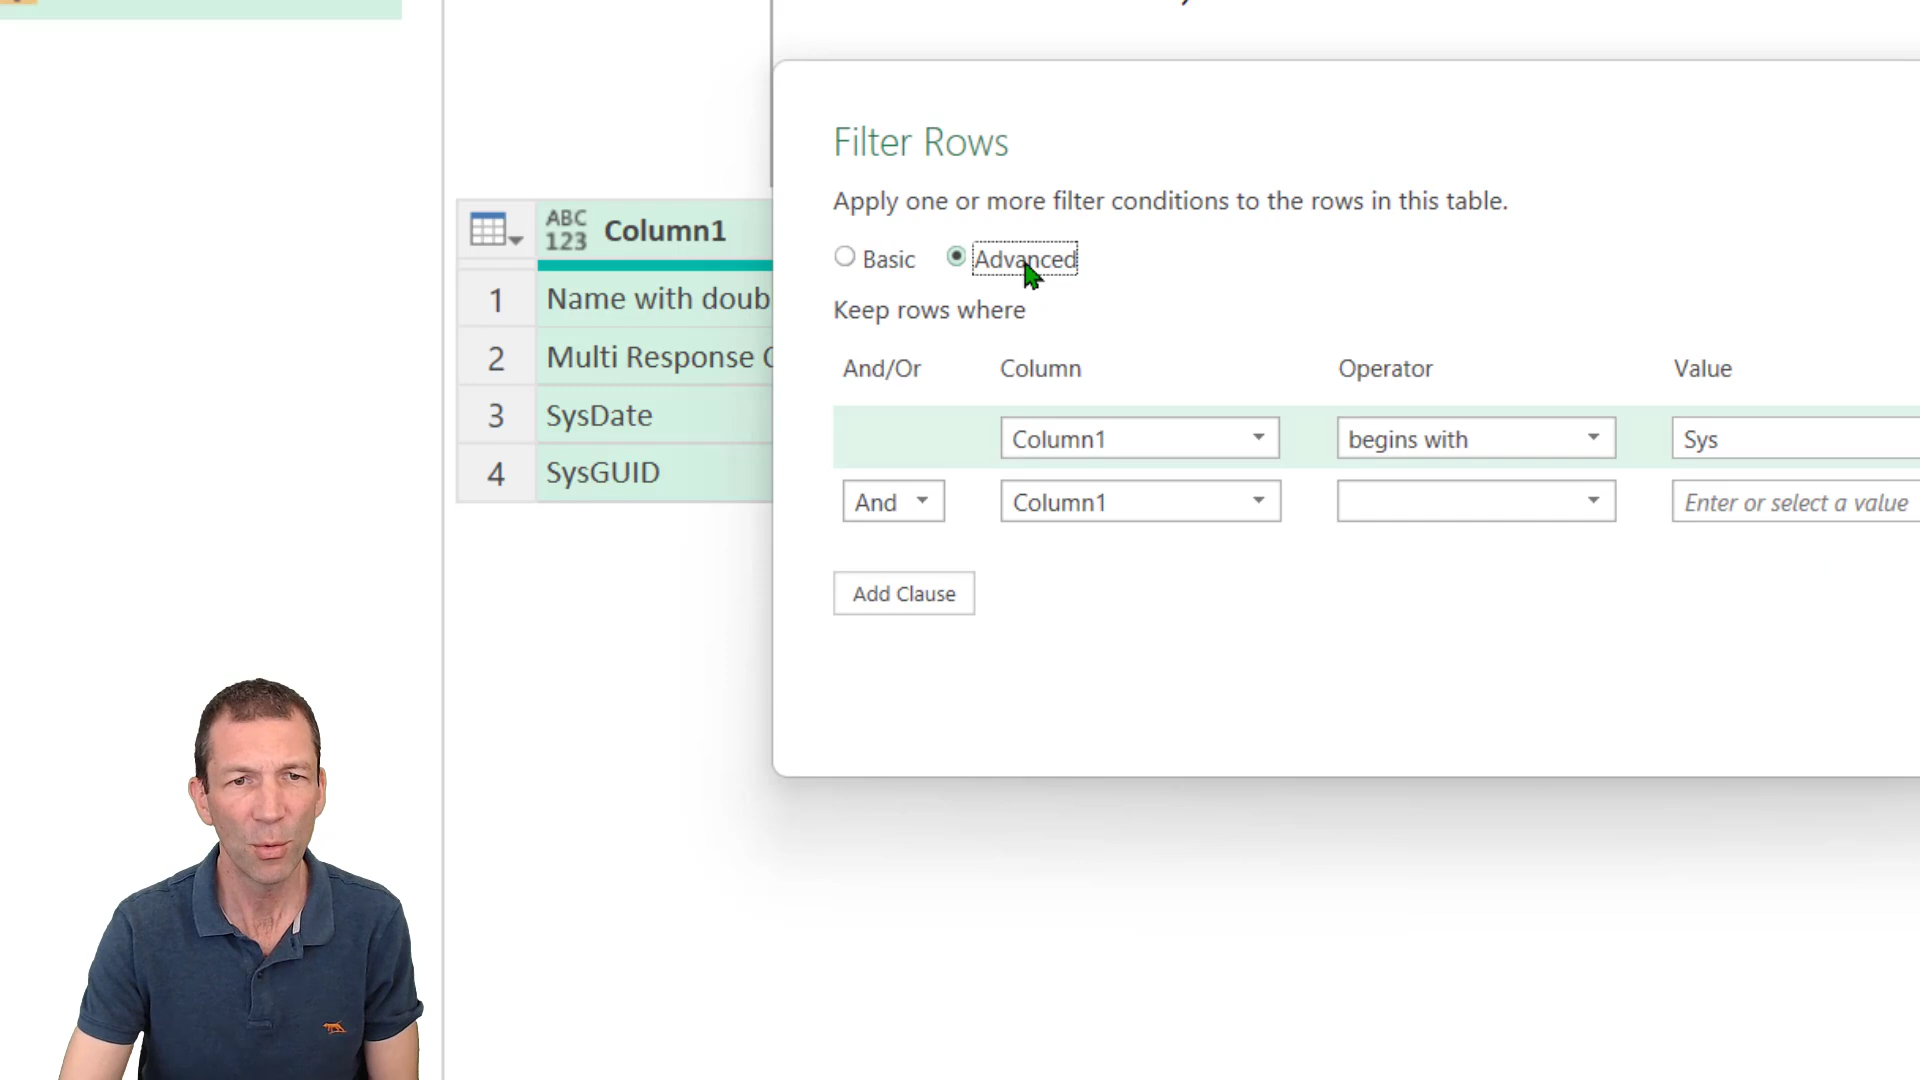 Filter Rows
Apply one or more filter conditions to the rows in this table.
Basic Advanced
Keep rows where
And/Or Column Operator Value
Column1 begins with Sys
And Column1 Enter or select a value
Add Clause
ABC 123 Column1
1 Name with doub
2 Multi Response
3 SysDate
4 SysGUID